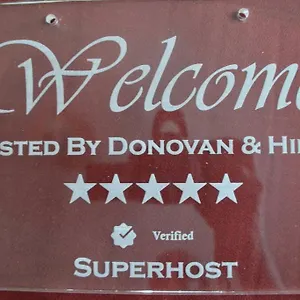 Welcom
STED BY DONOVAN & HI
★★★★★
Verified
SUPERHOST